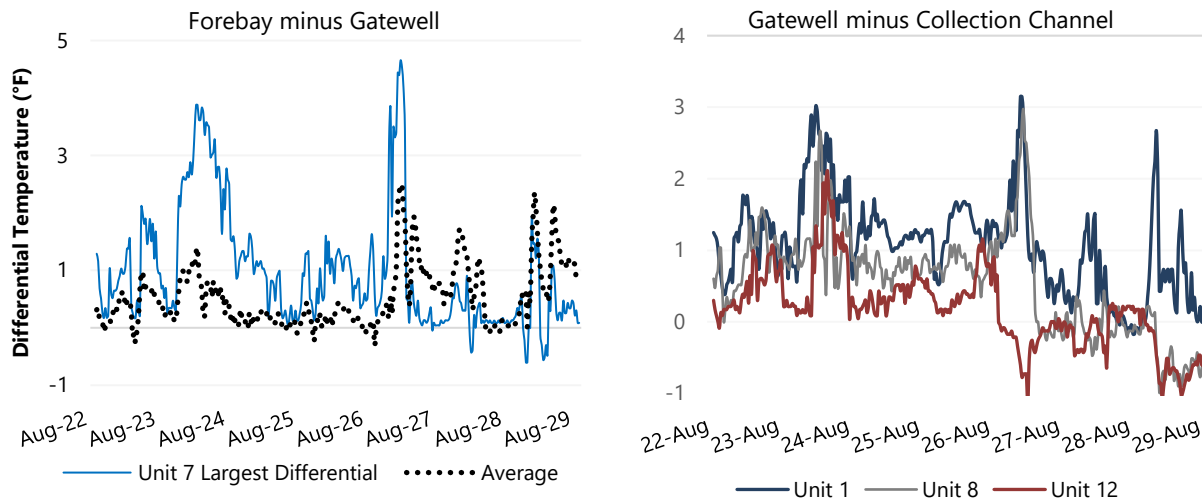 Forebay minus Gatewell
Differential Temperature (°F)
5
3
1
-1
Aug-22
Aug-23
Aug-24
Aug-25
Aug-26
Aug-27
Aug-28
Aug-29
Unit 7 Largest Differential
Average
Gatewell minus Collection Channel
4
3
2
1
0
-1
22-Aug
23-Aug
24-Aug
25-Aug
26-Aug
27-Aug
28-Aug
29-Aug
Unit 1
Unit 8
Unit 12